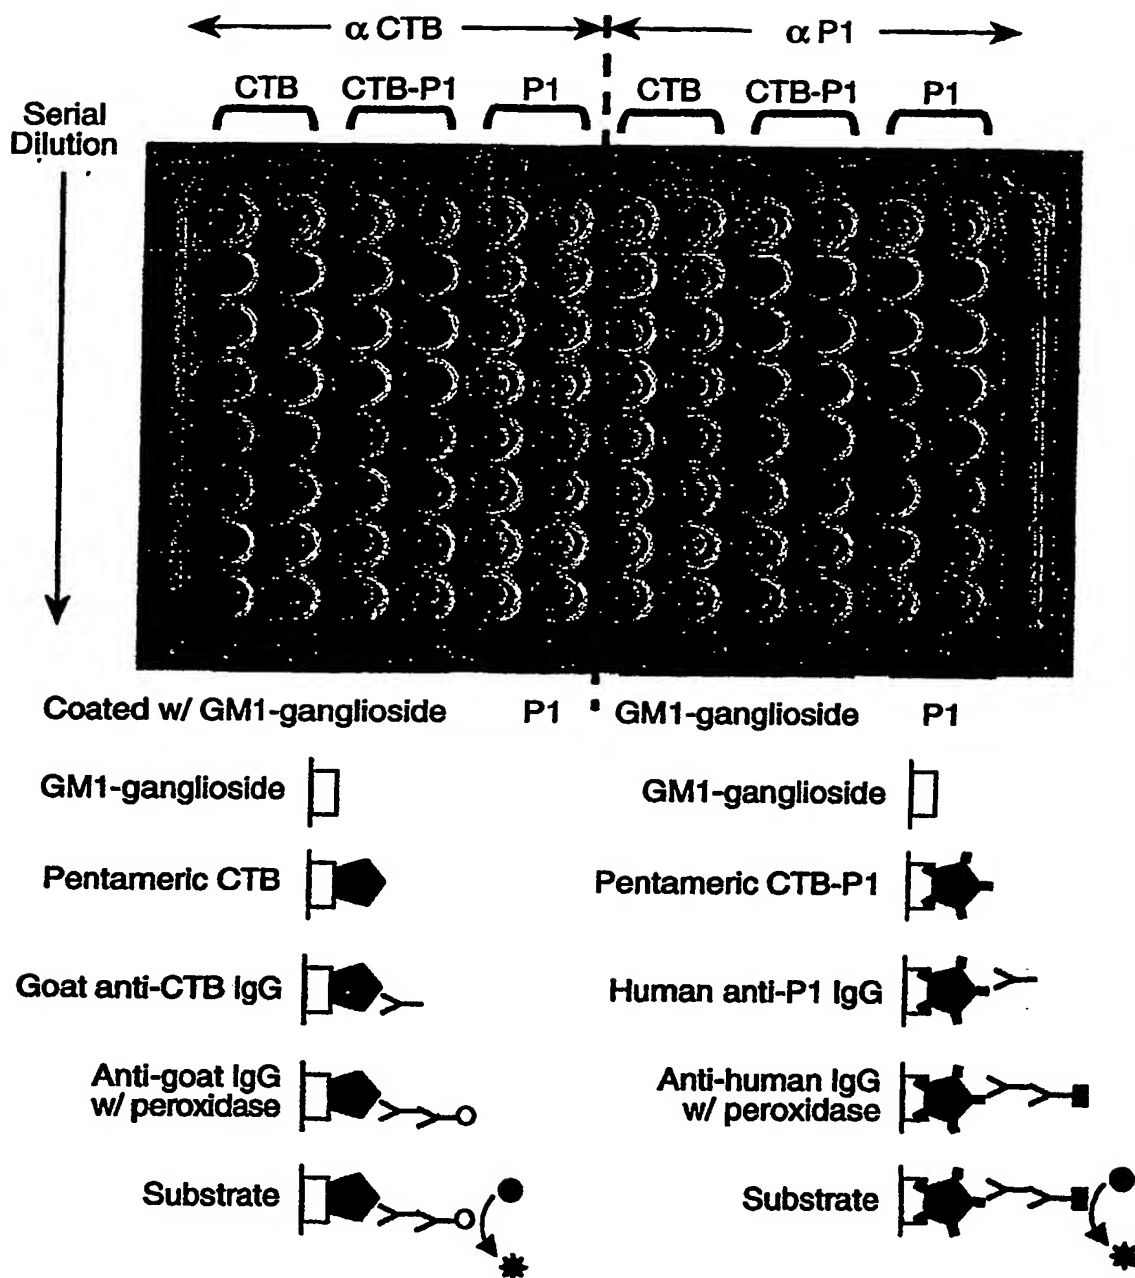 α CTB
α P1
CTB
CTB-P1
P1
CTB
CTB-P1
P1
Serial
Dilution
Coated w/ GM1-ganglioside
P1
GM1-ganglioside
P1
GM1-ganglioside
GM1-ganglioside
Pentameric CTB
Pentameric CTB-P1
Goat anti-CTB IgG
Human anti-P1 IgG
Anti-goat IgG
w/ peroxidase
Anti-human IgG
w/ peroxidase
Substrate
Substrate